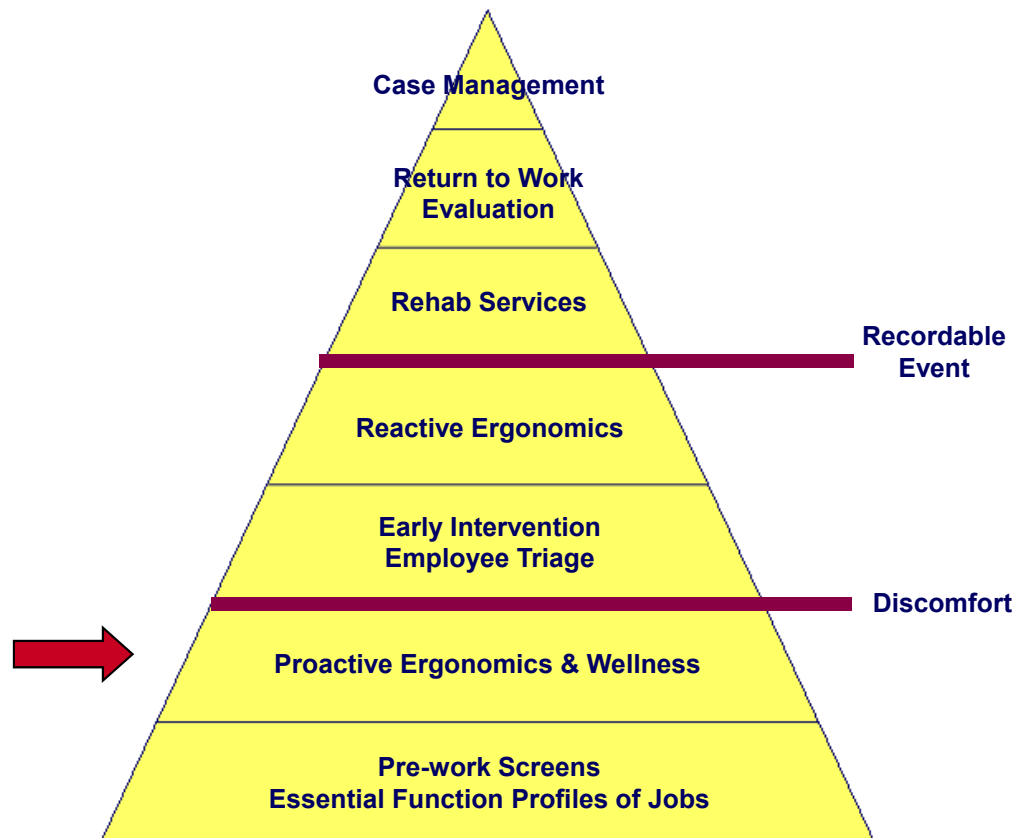 Case Management
Return to Work
Evaluation
Rehab Services
Recordable
Event
Reactive Ergonomics
Early Intervention
Employee Triage
Discomfort
Proactive Ergonomics & Wellness
Pre-work Screens
Essential Function Profiles of Jobs